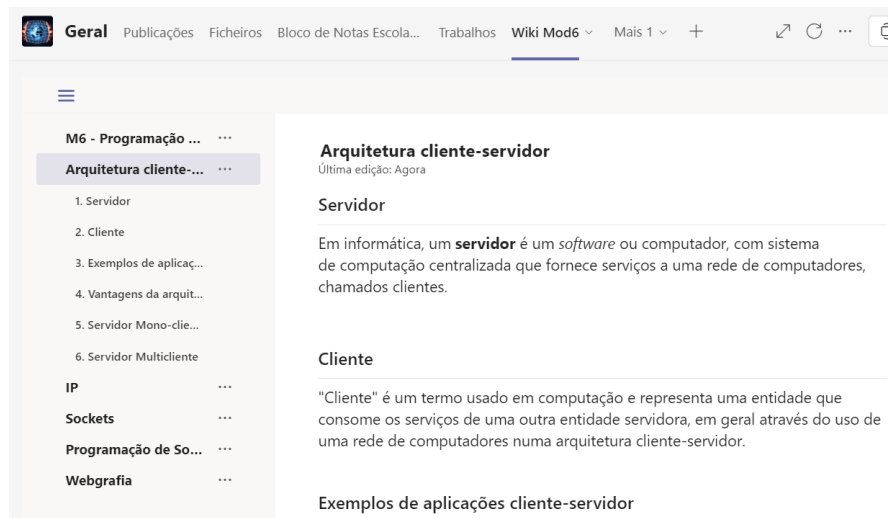 Geral Publicações Ficheiros Bloco de Notas Escola... Trabalhos Wiki Mod6 Mais 1
M6 - Programação ...
Arquitetura cliente-...
1. Servidor
2. Cliente
3. Exemplos de aplicaç...
4. Vantagens da arquit...
5. Servidor Mono-clie...
6. Servidor Multicliente
IP
Sockets
Programação de So...
Webgrafia
Arquitetura cliente-servidor
Última edição: Agora
Servidor
Em informática, um servidor é um software ou computador, com sistema
de computação centralizada que fornece serviços a uma rede de computadores,
chamados clientes.
Cliente
"Cliente" é um termo usado em computação e representa uma entidade que
consome os serviços de uma outra entidade servidora, em geral através do uso de
uma rede de computadores numa arquitetura cliente-servidor.
Exemplos de aplicações cliente-servidor